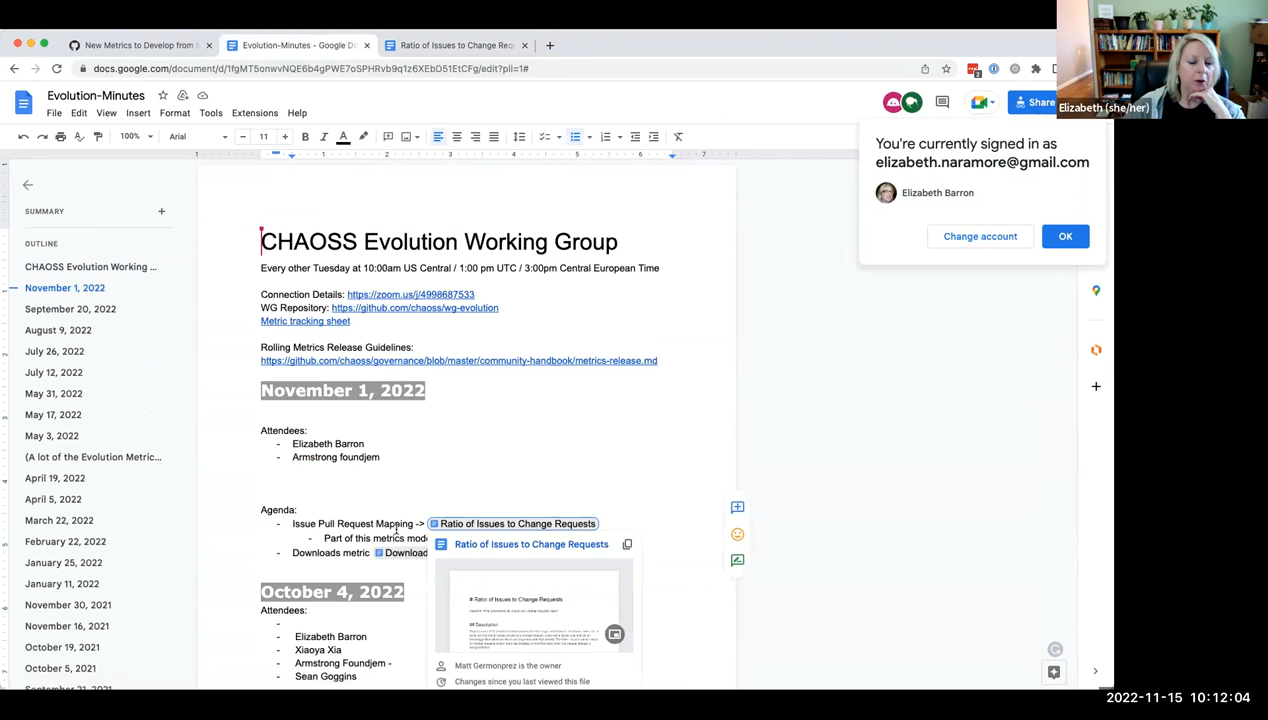 New Metrics to Develop from t
Evolution-Minutes - Google Do
Ratio of Issues to Change Req
docs.google.com/document/d/1fgMT5onwvNQE6b4gPWE7oSPHRvb9q1z6XEbD51EtCFg/edit?pli=1#
Elizabeth (she/her)
Evolution-Minutes
File Edit View Insert Format Tools Extensions Help
Share
100% Arial 11
You're currently signed in as
elizabeth.naramore@gmail.com
Elizabeth Barron
Change account
OK
SUMMARY
OUTLINE
CHAOSS Evolution Working ...
November 1, 2022
September 20, 2022
August 9, 2022
July 26, 2022
July 12, 2022
May 31, 2022
May 17, 2022
May 3, 2022
(A lot of the Evolution Metric...
April 19, 2022
April 5, 2022
March 22, 2022
February 22, 2022
January 25, 2022
January 11, 2022
November 30, 2021
November 16, 2021
October 19, 2021
October 5, 2021
September 21, 2021
CHAOSS Evolution Working Group
Every other Tuesday at 10:00am US Central / 1:00 pm UTC / 3:00pm Central European Time
Connection Details: https://zoom.us/j/4998687533
WG Repository: https://github.com/chaoss/wg-evolution
Metric tracking sheet
Rolling Metrics Release Guidelines:
https://github.com/chaoss/governance/blob/master/community-handbook/metrics-release.md
November 1, 2022
Attendees:
- Elizabeth Barron
- Armstrong foundjem
Agenda:
- Issue Pull Request Mapping -> Ratio of Issues to Change Requests
- Part of this metrics mod
- Downloads metric Download
October 4, 2022
Attendees:
-
- Elizabeth Barron
- Xiaoya Xia
- Armstrong Foundjem -
- Sean Goggins
Ratio of Issues to Change Requests
# Ratio of Issues to Change Requests
## Description
Matt Germonprez is the owner
Changes since you last viewed this file
2022-11-15 10:12:04